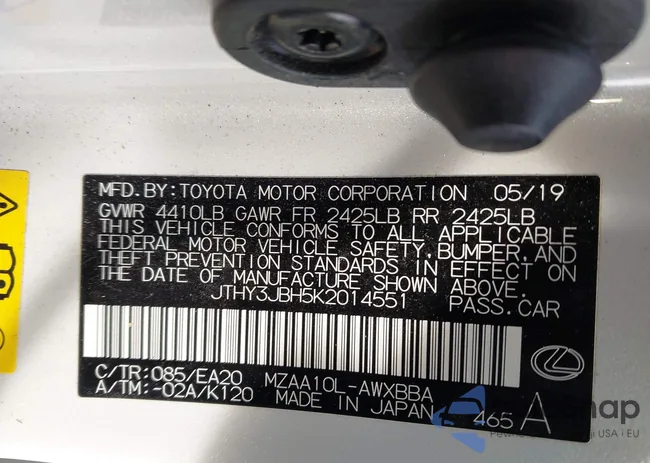 MFD. BY: TOYOTA MOTOR CORPORATION 05/19
GVWR 4410LB GAWR FR 2425LB RR 2425LB
THIS VEHICLE CONFORMS TO ALL APPLICABLE
FEDERAL MOTOR VEHICLE SAFETY, BUMPER, AND
THEFT PREVENTION STANDARDS IN EFFECT ON
THE DATE OF MANUFACTURE SHOWN ABOVE.
JTHY3JBH5K2014551 PASS.CAR
C/TR: 085/EA20 MZAA10L-AWXBBA
A/TM: -02A/K120 MADE IN JAPAN 465 A
USA - EU